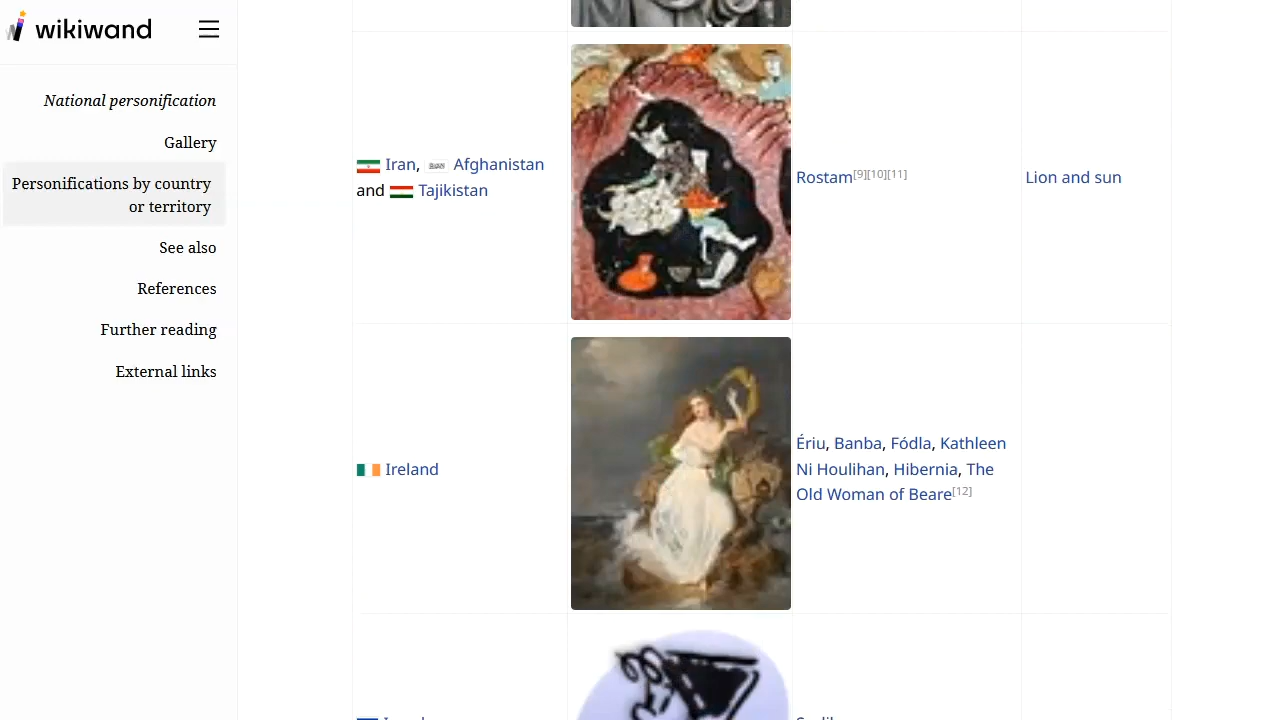 wikiwand
National personification
Gallery
Personifications by country
or territory
See also
References
Further reading
External links
Iran, Afghanistan
and Tajikistan
Rostam[9][10][11]
Lion and sun
Ireland
Ériu, Banba, Fódla, Kathleen
Ni Houlihan, Hibernia, The
Old Woman of Beare[12]